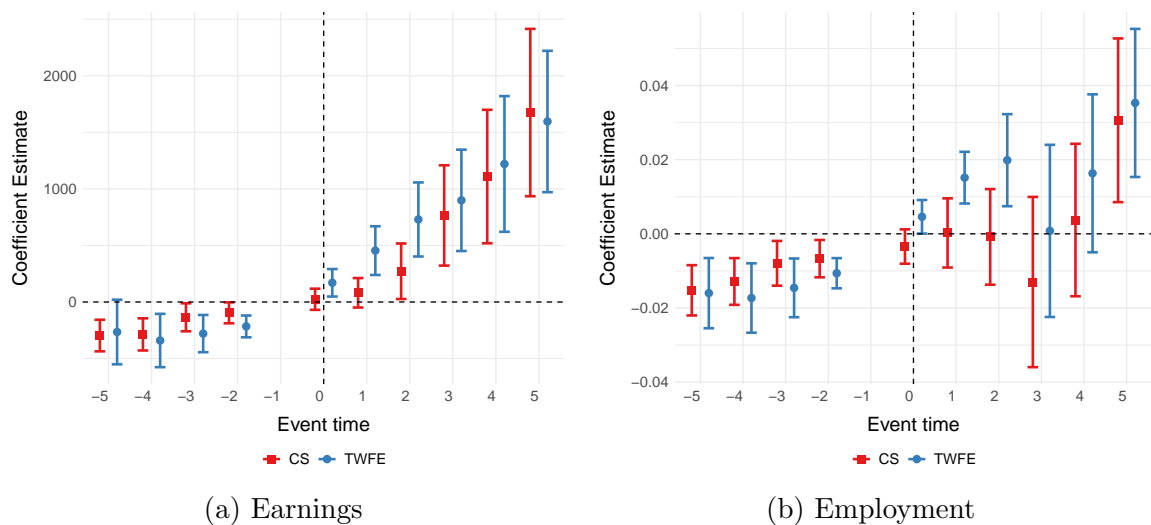 Coefficient Estimate
2000
1000
0
−5 −4 −3 −2 −1 0 1 2 3 4 5
Event time
CS TWFE
(a) Earnings
Coefficient Estimate
0.04
0.02
0.00
−0.02
−0.04
−5 −4 −3 −2 −1 0 1 2 3 4 5
Event time
CS TWFE
(b) Employment